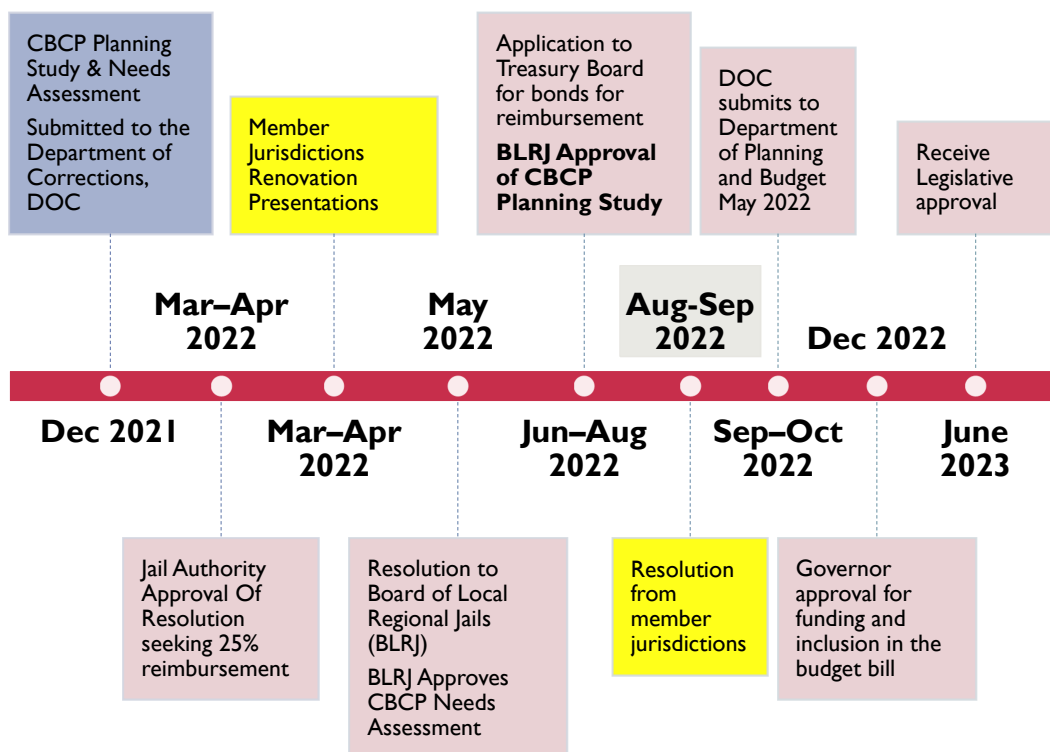 CBCP Planning
Study & Needs
Assessment
Submitted to the
Department of
Corrections,
DOC
Member
Jurisdictions
Renovation
Presentations
Application to
Treasury Board
for bonds for
reimbursement
BLRJ Approval
of CBCP
Planning Study
DOC
submits to
Department
of Planning
and Budget
May 2022
Receive
Legislative
approval
Mar–Apr
2022
May
2022
Aug-Sep
2022
Dec 2022
Dec 2021
Mar–Apr
2022
Jun–Aug
2022
Sep–Oct
2022
June
2023
Jail Authority
Approval Of
Resolution
seeking 25%
reimbursement
Resolution to
Board of Local
Regional Jails
(BLRJ)
BLRJ Approves
CBCP Needs
Assessment
Resolution
from
member
jurisdictions
Governor
approval for
funding and
inclusion in the
budget bill